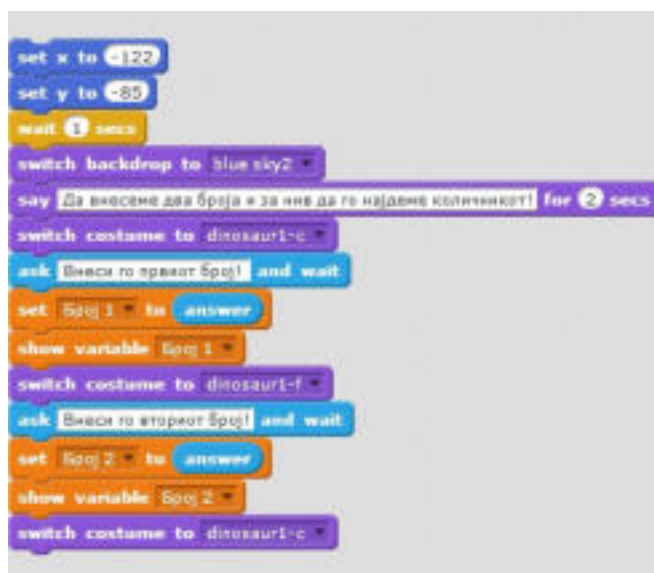 set x to -122
set y to -85
wait 1 secs
switch backdrop to blue sky2
say Да внесеме два броја и за нив да го најдеме количникот! for 2 secs
switch costume to dinosaur1-c
ask Внеси го првиот број! and wait
set Број 1 to answer
show variable Број 1
switch costume to dinosaur1-f
ask Внеси го вториот број! and wait
set Број 2 to answer
show variable Број 2
switch costume to dinosaur1-c